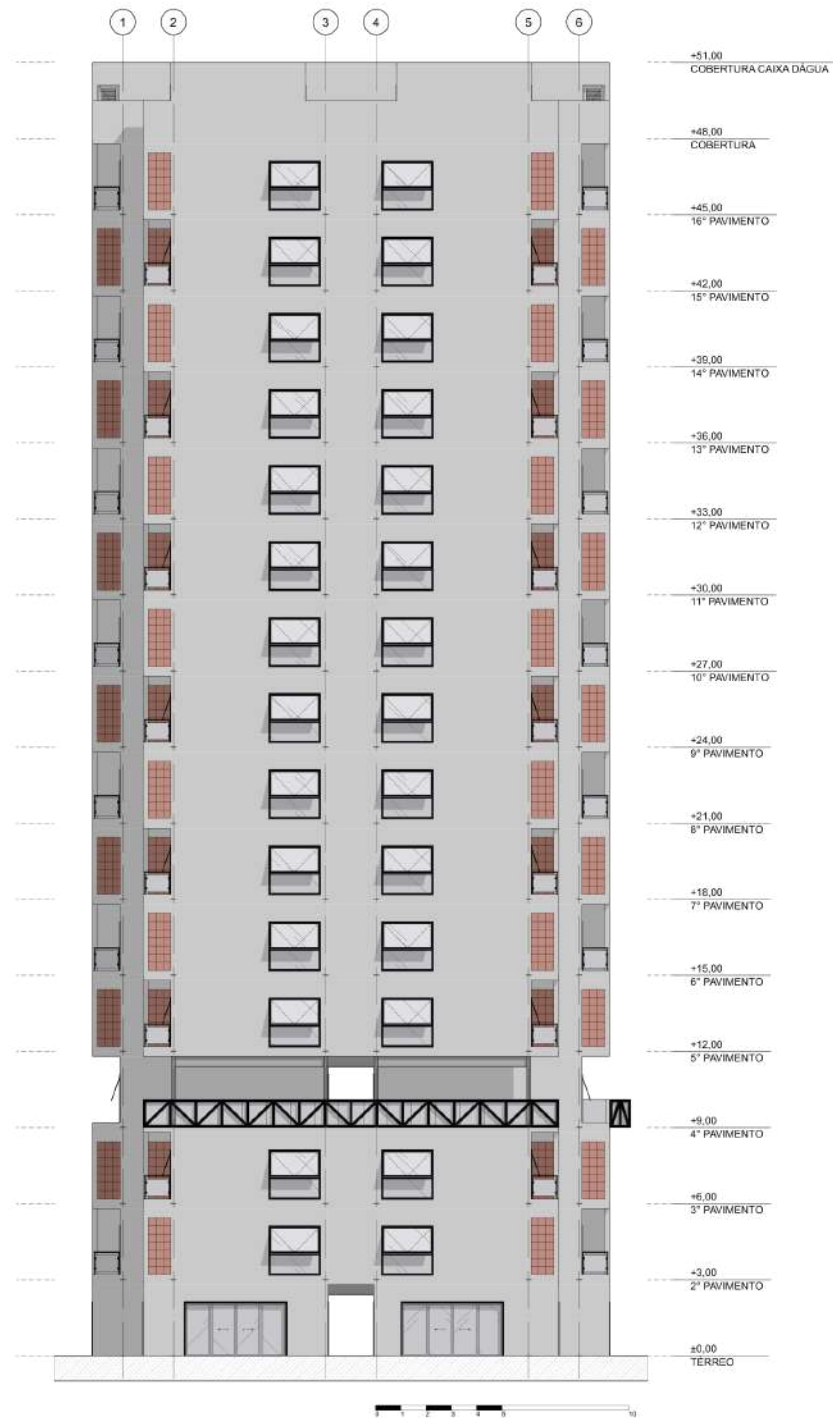 1 2 3 4 5 6
+51,00
COBERTURA CAIXA DÁGUA
+48,00
COBERTURA
+45,00
16° PAVIMENTO
+42,00
15° PAVIMENTO
+39,00
14° PAVIMENTO
+36,00
13° PAVIMENTO
+33,00
12° PAVIMENTO
+30,00
11° PAVIMENTO
+27,00
10° PAVIMENTO
+24,00
9° PAVIMENTO
+21,00
8° PAVIMENTO
+18,00
7° PAVIMENTO
+15,00
6° PAVIMENTO
+12,00
5° PAVIMENTO
+9,00
4° PAVIMENTO
+6,00
3° PAVIMENTO
+3,00
2° PAVIMENTO
±0,00
TÉRREO
0 1 2 3 4 5 10